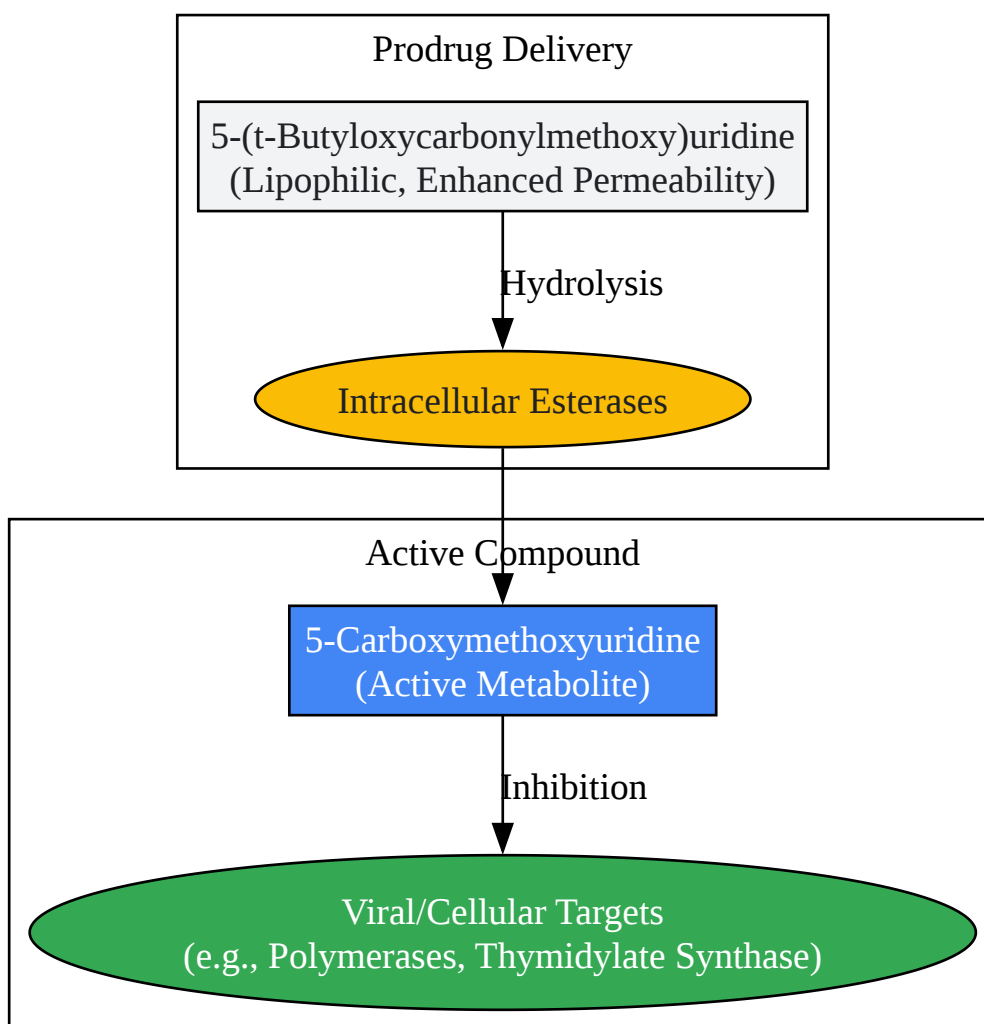 Prodrug Delivery
5-(t-Butyloxycarbonylmethoxy)uridine
(Lipophilic, Enhanced Permeability)
Hydrolysis
Intracellular Esterases
Active Compound
5-Carboxymethoxyuridine
(Active Metabolite)
Inhibition
Viral/Cellular Targets
(e.g., Polymerases, Thymidylate Synthase)